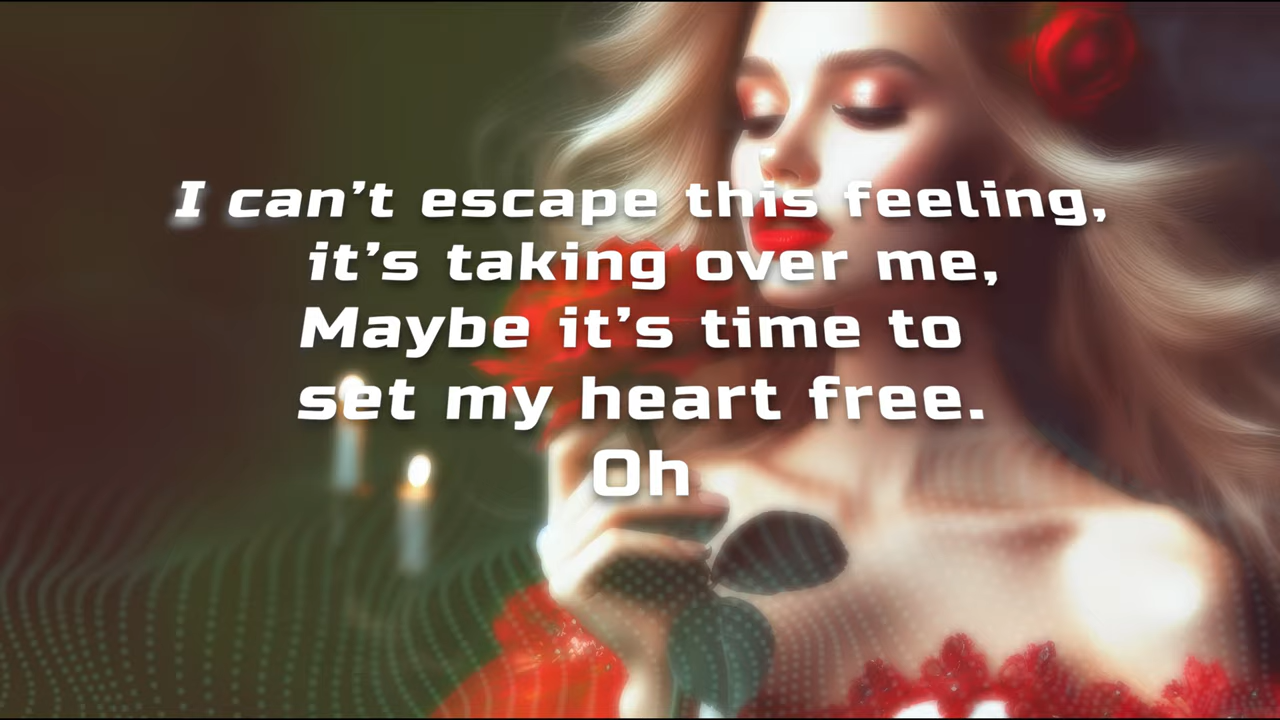 I can't escape this feeling,
it's taking over me,
Maybe it's time to
set my heart free.
Oh